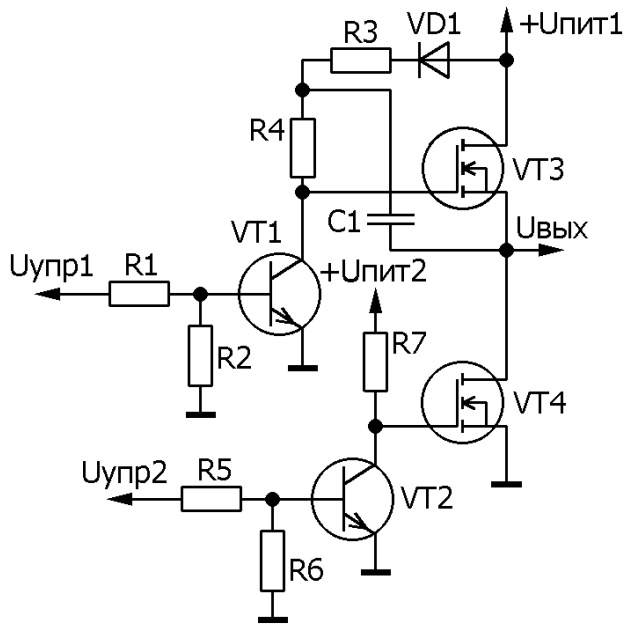 R3
VD1
+Uпит1
R4
VT3
C1
Uвых
VT1
+Uпит2
Uупр1
R1
R2
R7
VT4
Uупр2
R5
VT2
R6